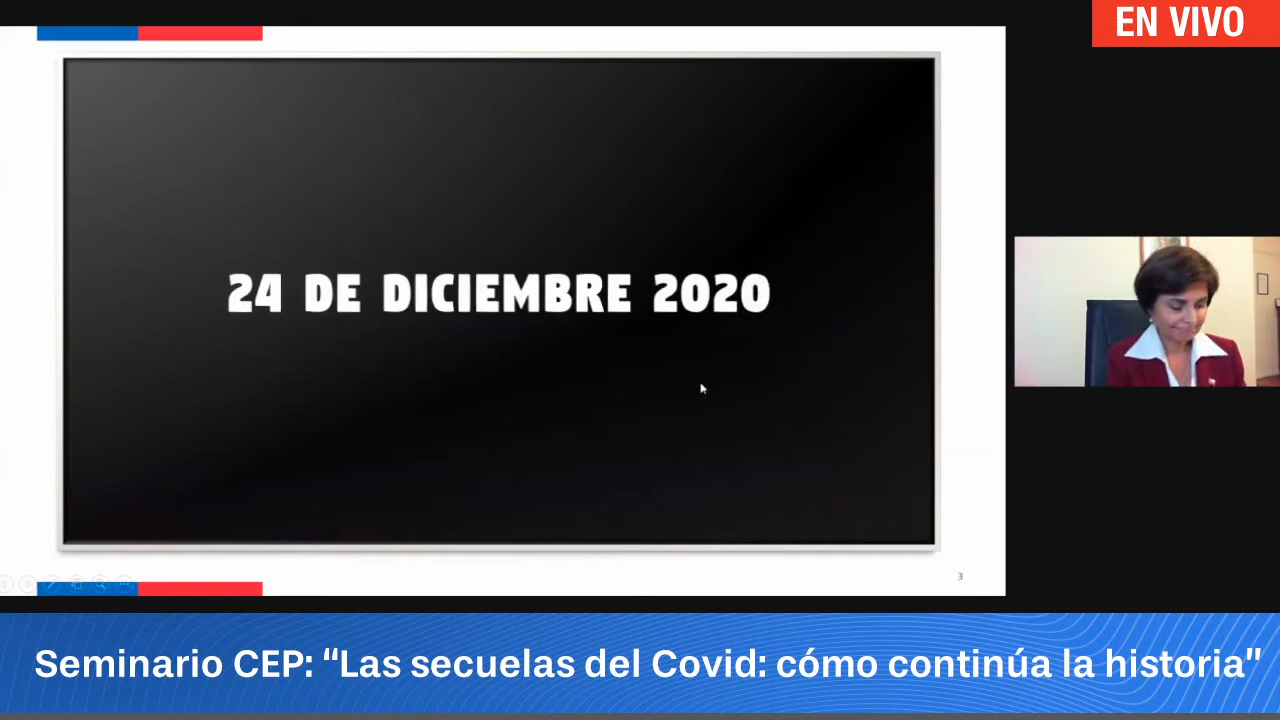 EN VIVO
24 DE DICIEMBRE 2020
3
Seminario CEP: “Las secuelas del Covid: cómo continúa la historia”